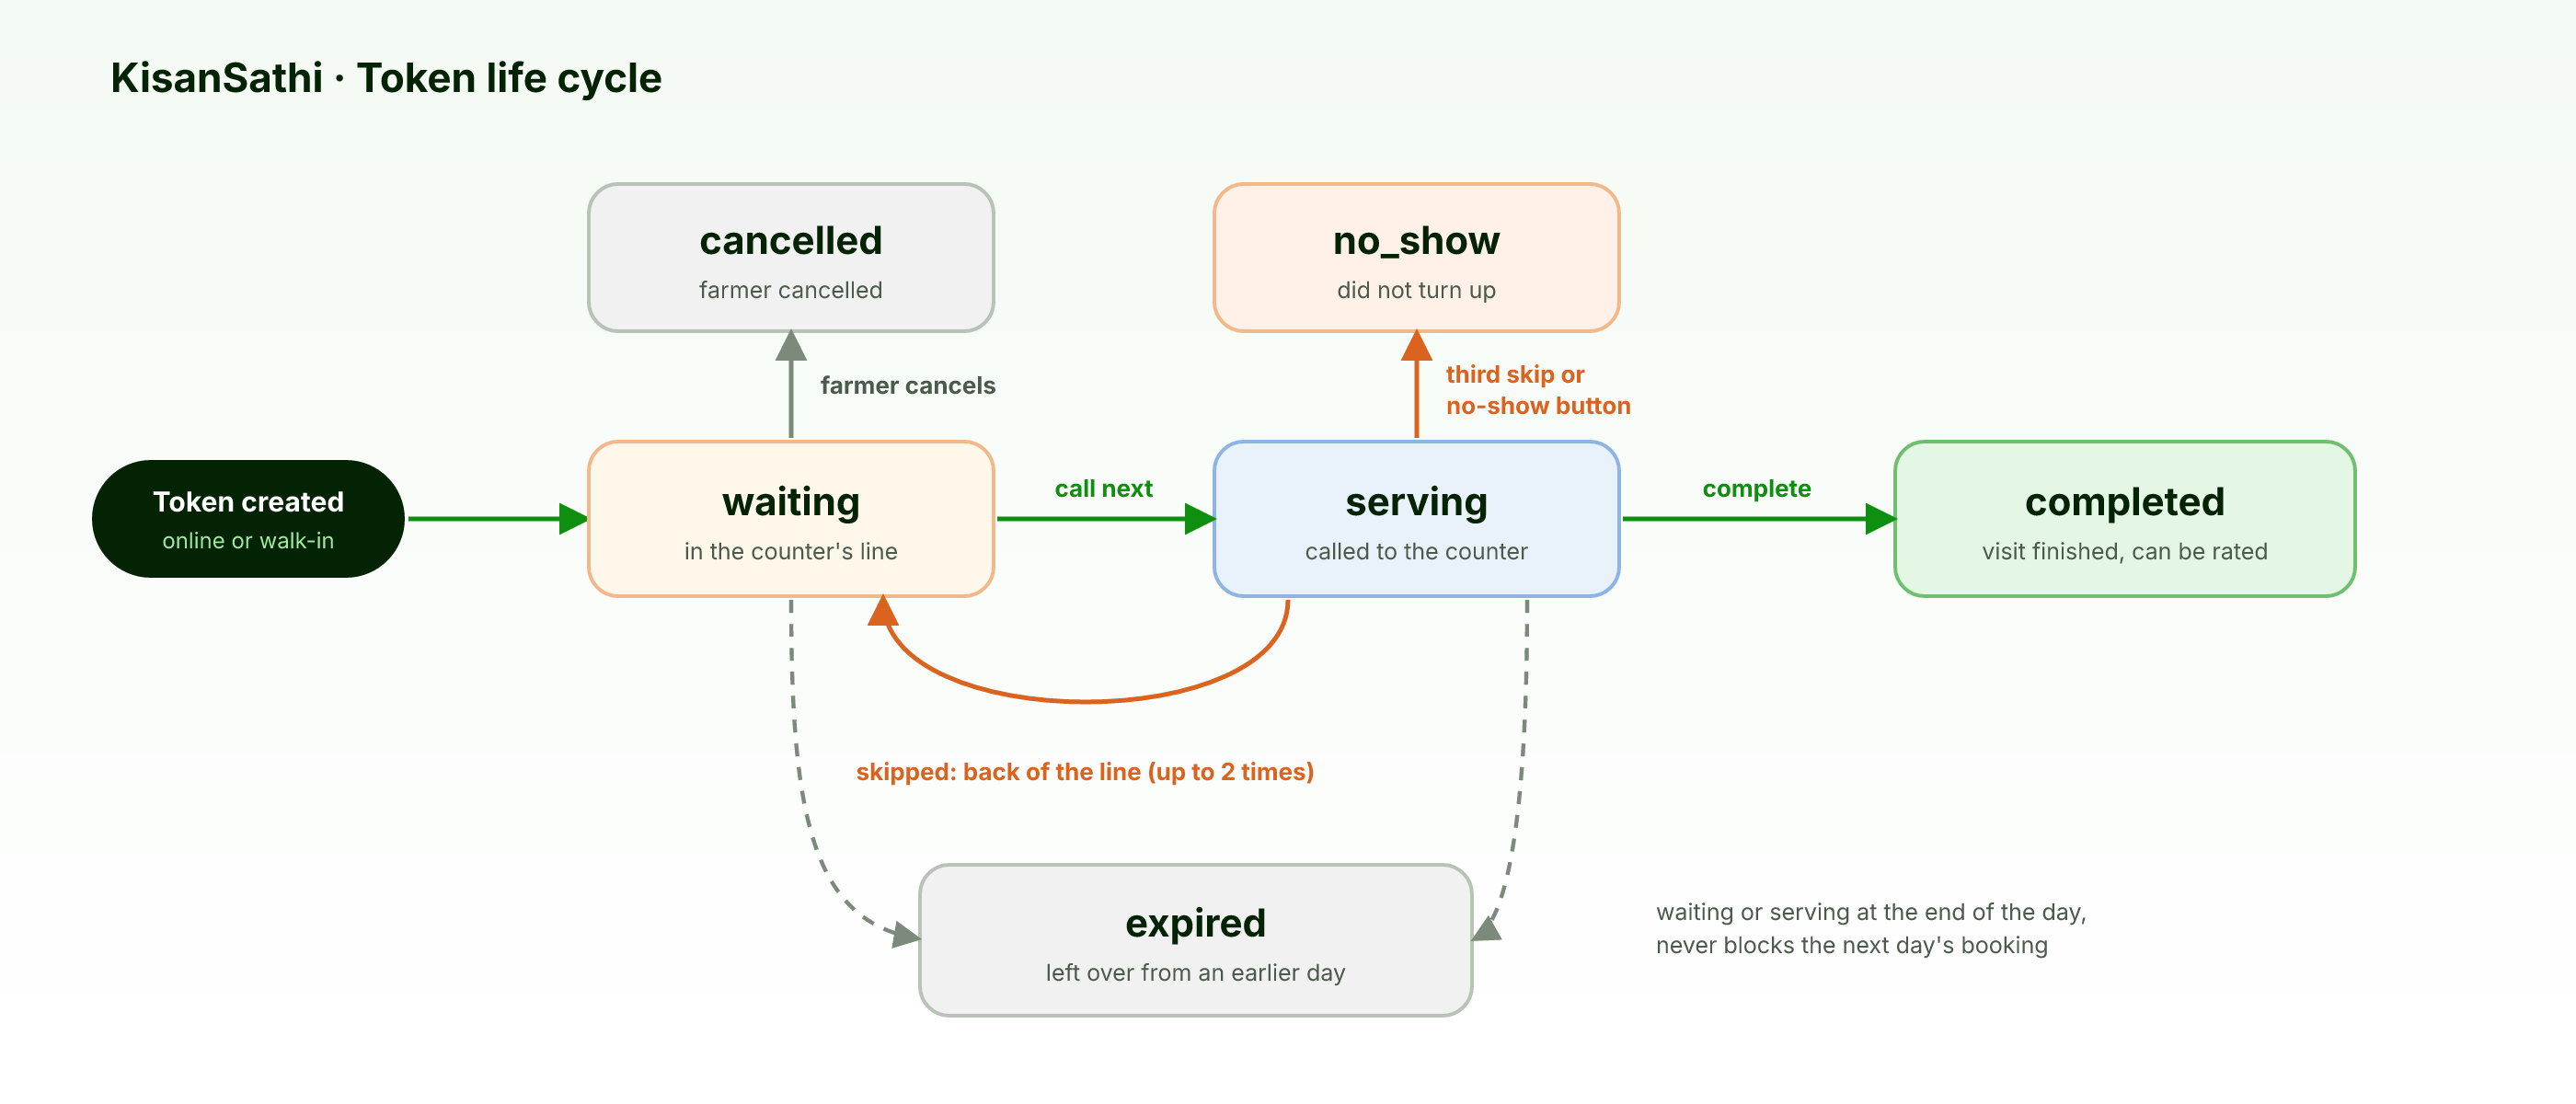 KisanSathi · Token life cycle
cancelled
farmer cancelled
no_show
did not turn up
farmer cancels
third skip or
no-show button
Token created
online or walk-in
waiting
in the counter's line
call next
serving
called to the counter
complete
completed
visit finished, can be rated
skipped: back of the line (up to 2 times)
expired
left over from an earlier day
waiting or serving at the end of the day,
never blocks the next day's booking